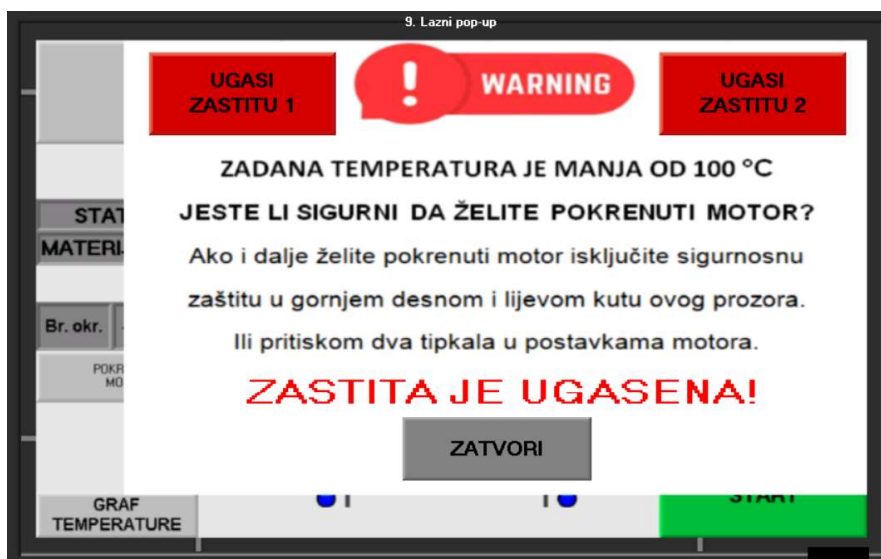 9. Lazni pop-up
UGASI
ZASTITU 1
WARNING
UGASI
ZASTITU 2
ZADANA TEMPERATURA JE MANJA OD 100 °C
JESTE LI SIGURNI DA ŽELITE POKRENUTI MOTOR?
Ako i dalje želite pokrenuti motor isključite sigurnosnu
zaštitu u gornjem desnom i lijevom kutu ovog prozora.
Ili pritiskom dva tipkala u postavkama motora.
ZASTITA JE UGASENA!
ZATVORI
Br. okr.
GRAF
TEMPERATURE
START